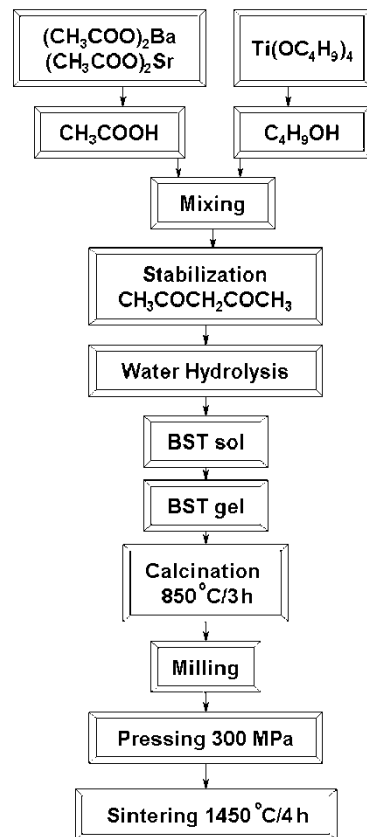 (CH₃COO)₂Ba
(CH₃COO)₂Sr
Ti(OC₄H₉)₄
CH₃COOH
C₄H₉OH
Mixing
Stabilization
CH₃COCH₂COCH₃
Water Hydrolysis
BST sol
BST gel
Calcination
850°C/3h
Milling
Pressing 300 MPa
Sintering 1450°C/4 h